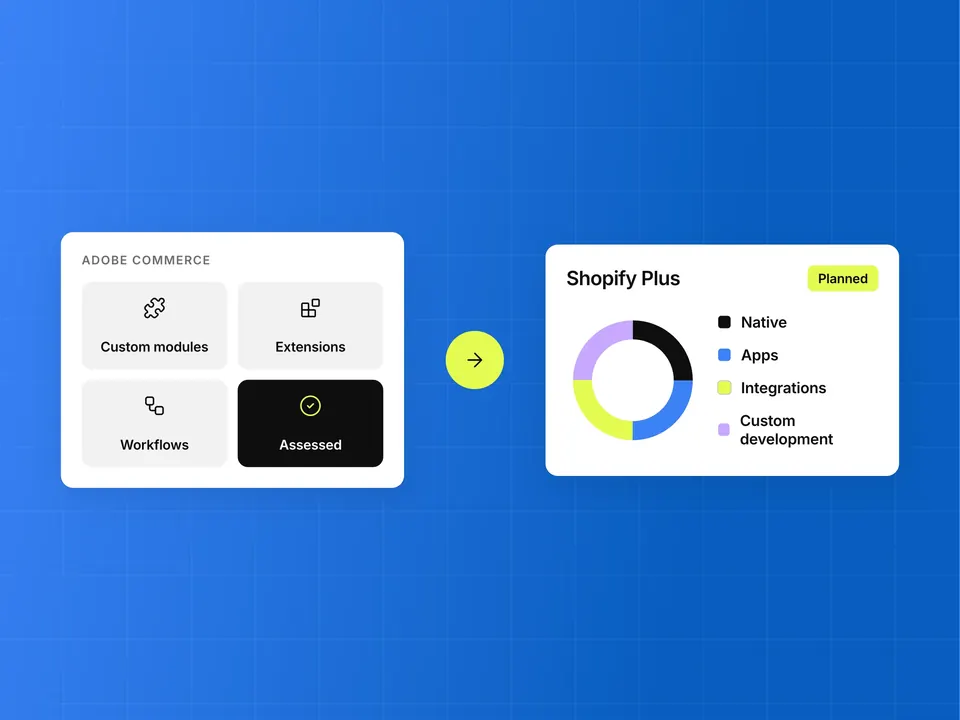 ADOBE COMMERCE
Custom modules
Extensions
Workflows
Assessed
Shopify Plus
Planned
Native
Apps
Integrations
Custom
development